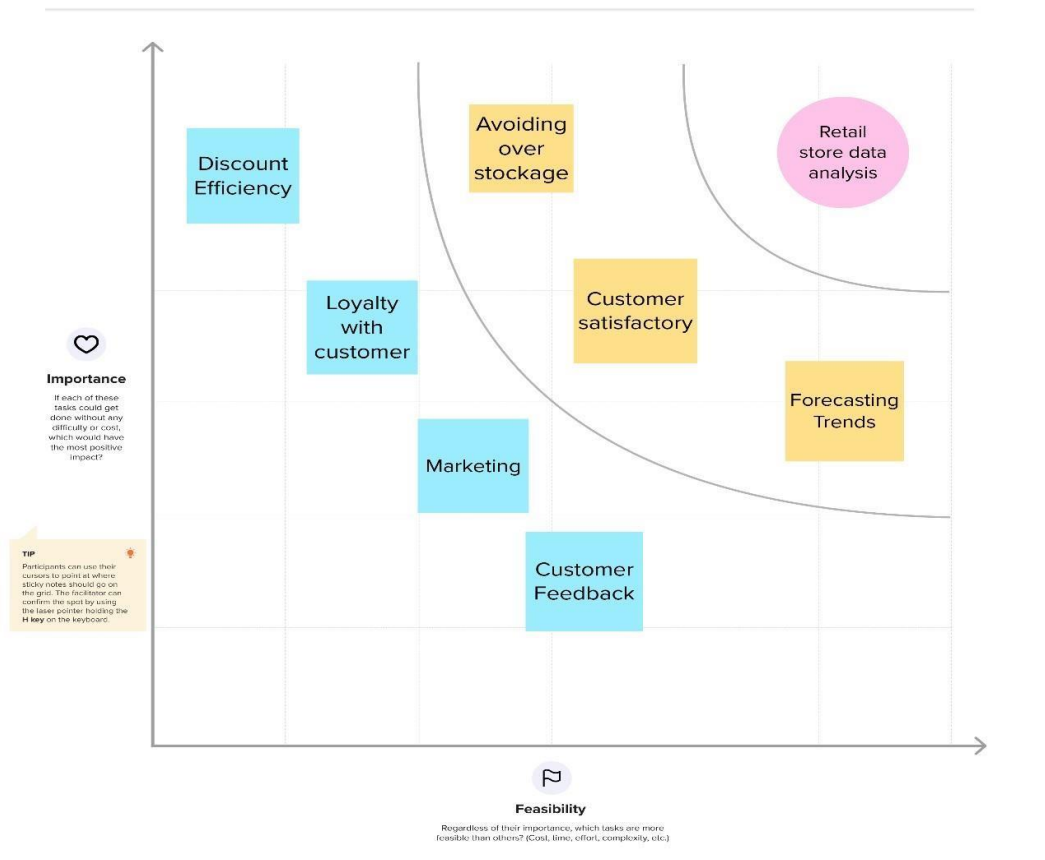 Discount
Efficiency
Avoiding
over
stockage
Retail
store data
analysis
Loyalty
with
customer
Customer
satisfactory
Forecasting
Trends
Marketing
Customer
Feedback
Importance
If each of these
tasks could get
done without any
difficulty or cost,
which would have
the most positive
impact?
TIP
Participants can use their
cursors to point at where
sticky notes should go on
the grid. The facilitator can
confirm the spot by using
the laser pointer holding the
H key on the keyboard.
Feasibility
Regardless of their importance, which tasks are more
feasible than others? (Cost, time, effort, complexity, etc.)